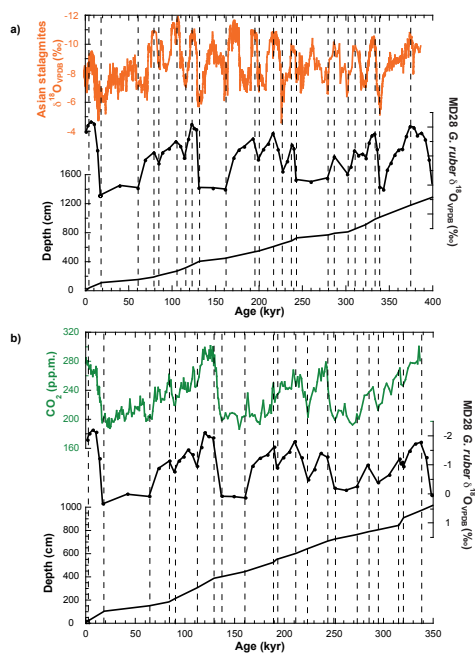 a)
Asian stalagmites
δ18OVPDB (‰)
-12
-10
-8
-6
-4
MD28 G. ruber δ18OVPDB (‰)
Depth (cm)
1600
1200
800
400
0
0 50 100 150 200 250 300 350 400
Age (kyr)
b)
CO2 (p.p.m.)
320
280
240
200
160
MD28 G. ruber δ18OVPDB (‰)
-2
-1
0
1
Depth (cm)
1000
800
600
400
200
0
0 50 100 150 200 250 300 350
Age (kyr)